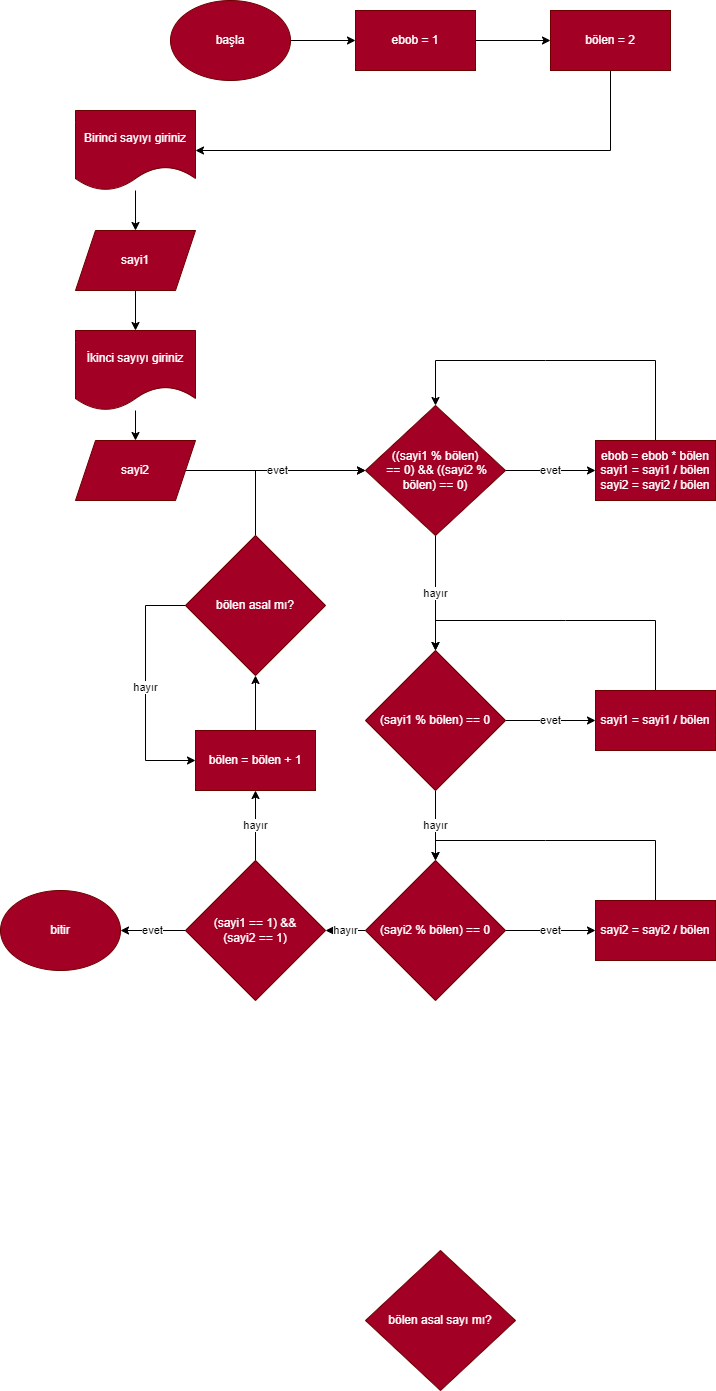 başla
ebob = 1
bölen = 2
Birinci sayıyı giriniz
sayi1
İkinci sayıyı giriniz
sayi2
evet
((sayi1 % bölen)
== 0) && ((sayi2 %
bölen) == 0)
evet
ebob = ebob * bölen
sayi1 = sayi1 / bölen
sayi2 = sayi2 / bölen
hayır
bölen asal mı?
hayır
(sayi1 % bölen) == 0
evet
sayi1 = sayi1 / bölen
bölen = bölen + 1
hayır
hayır
bitir
evet
(sayi1 == 1) &&
(sayi2 == 1)
hayır
(sayi2 % bölen) == 0
evet
sayi2 = sayi2 / bölen
bölen asal sayı mı?